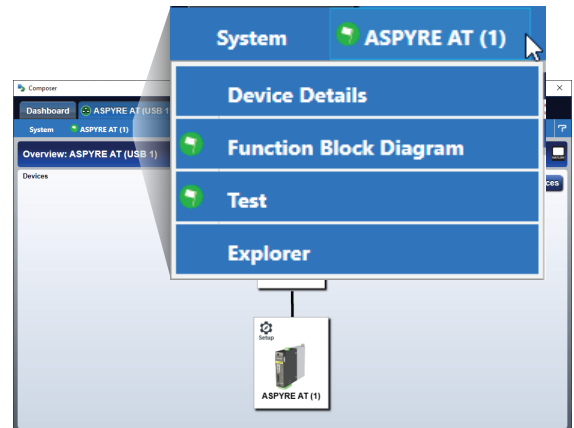 System ASPYRE AT (1)
Device Details
Function Block Diagram
Test
Explorer
Composer
Dashboard ASPYRE AT (USB 1
System ASPYRE AT (1)
Overview: ASPYRE AT (USB 1)
Devices
ces
Setup
ASPYRE AT (1)